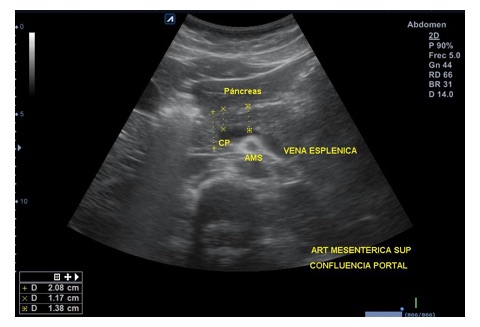 Abdomen
2D
P 90%
Frec 5.0
Gn 44
RD 66
BR 31
D 14.0
0
5
10
Páncreas
CP
AMS
VENA ESPLENICA
ART MESENTERICA SUP
CONFLUENCIA PORTAL
+ D 2.08 cm
× D 1.17 cm
※ D 1.38 cm